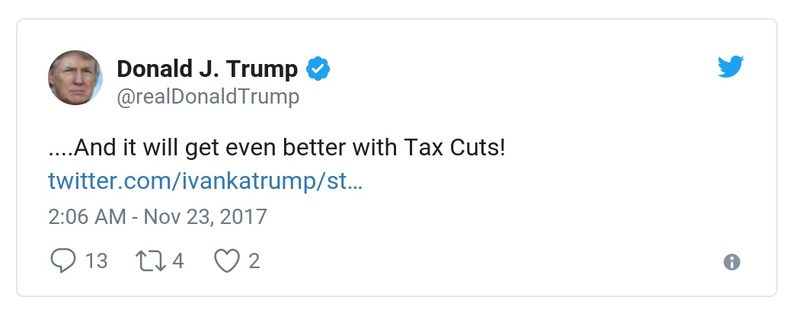 Donald J. Trump
@realDonaldTrump
....And it will get even better with Tax Cuts!
twitter.com/ivankatrump/st…
2:06 AM - Nov 23, 2017
13 4 2